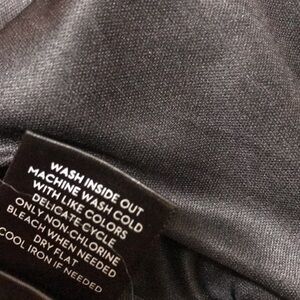 WASH INSIDE OUT
MACHINE WASH COLD
WITH LIKE COLORS
DELICATE CYCLE
ONLY NON-CHLORINE
BLEACH WHEN NEEDED
DRY FLAT
COOL IRON IF NEEDED